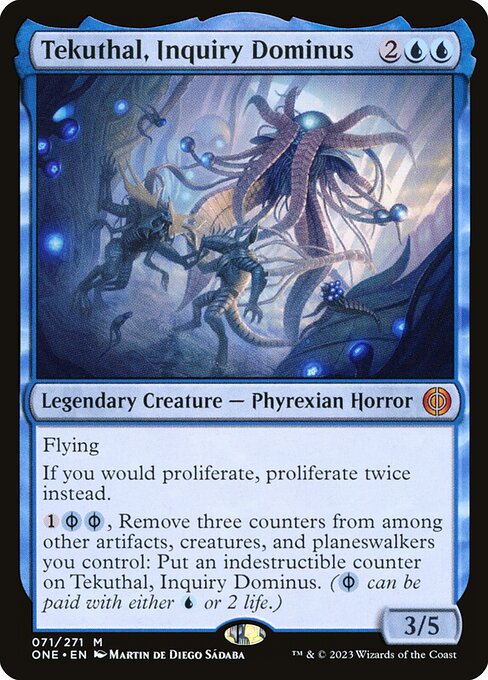 Tekuthal, Inquiry Dominus 2
Legendary Creature — Phyrexian Horror
Flying
If you would proliferate, proliferate twice
instead.
1, Remove three counters from among
other artifacts, creatures, and planeswalkers
you control: Put an indestructible counter
on Tekuthal, Inquiry Dominus. ( can be
paid with either or 2 life.)
3/5
071/271 M
ONE • EN Martin de Diego Sádaba
™ & © 2023 Wizards of the Coast